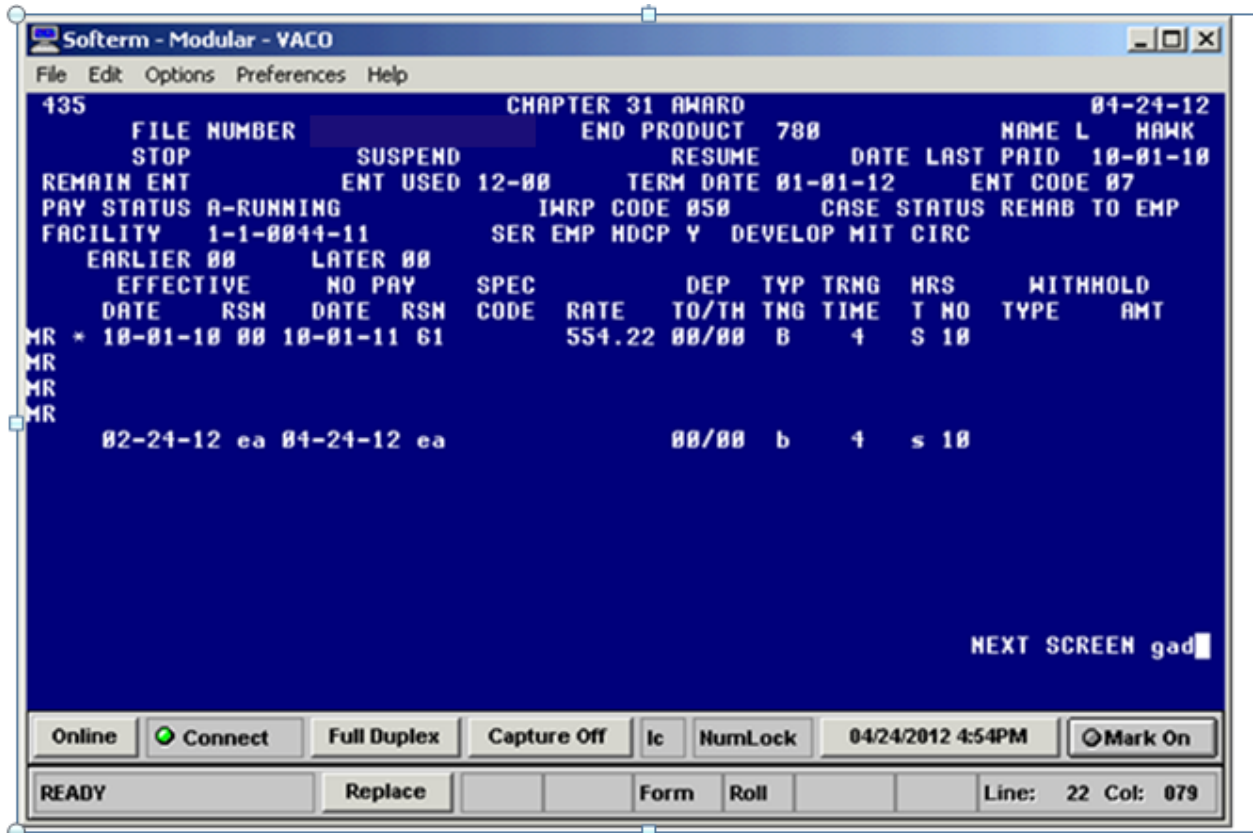 Softerm - Modular - VACO
File Edit Options Preferences Help
435 CHAPTER 31 AWARD 04-24-12
FILE NUMBER END PRODUCT 780 NAME L HAWK
STOP SUSPEND RESUME DATE LAST PAID 10-01-10
REMAIN ENT ENT USED 12-00 TERM DATE 01-01-12 ENT CODE 07
PAY STATUS A-RUNNING IWRP CODE 050 CASE STATUS REHAB TO EMP
FACILITY 1-1-0044-11 SER EMP HDCP Y DEVELOP MIT CIRC
EARLIER 00 LATER 00
EFFECTIVE NO PAY SPEC DEP TYP TRNG HRS WITHHOLD
DATE RSN DATE RSN CODE RATE TO/TH TNG TIME T NO TYPE AMT
MR * 10-01-10 00 10-01-11 61 554.22 00/00 B 4 S 10
MR
MR
MR
02-24-12 ea 04-24-12 ea 00/00 b 4 s 10
NEXT SCREEN gad
Online Connect Full Duplex Capture Off lc NumLock 04/24/2012 4:54PM Mark On
READY Replace Form Roll Line: 22 Col: 079